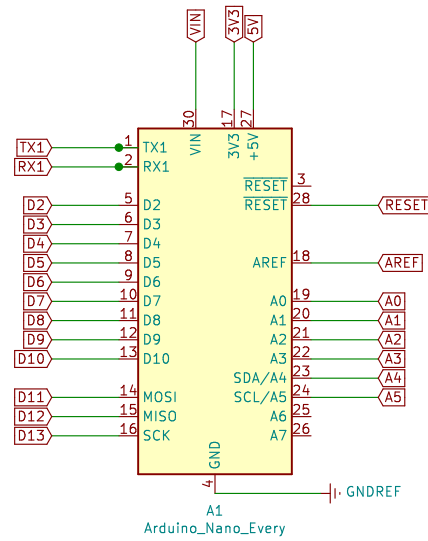 VIN
3V3
5V
30
17
27
VIN
3V3
+5V
TX1
1
TX1
RX1
2
RX1
RESET
3
RESET
28
RESET
D2
5
D2
D3
6
D3
D4
7
D4
D5
8
D5
AREF
18
AREF
D6
9
D6
D7
10
D7
A0
19
A0
D8
11
D8
A1
20
A1
D9
12
D9
A2
21
A2
D10
13
D10
A3
22
A3
SDA/A4
23
A4
D11
14
MOSI
SCL/A5
24
A5
D12
15
MISO
A6
25
D13
16
SCK
A7
26
GND
4
GNDREF
A1
Arduino_Nano_Every